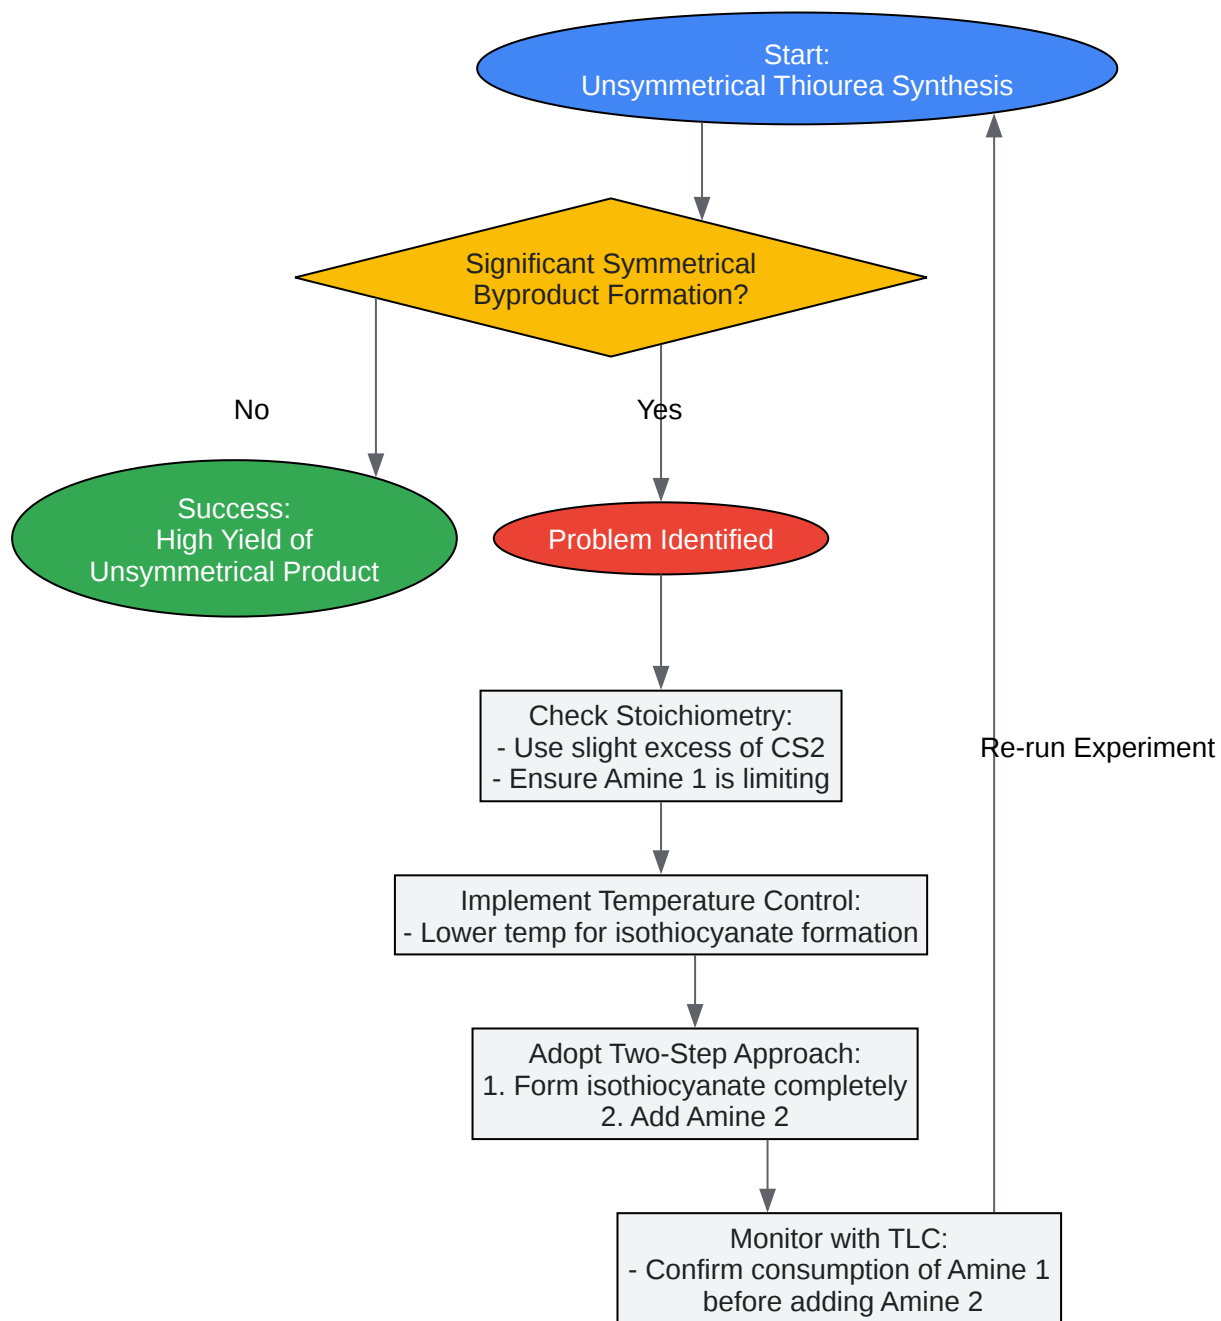 Start:
Unsymmetrical Thiourea Synthesis
Significant Symmetrical
Byproduct Formation?
No
Yes
Success:
High Yield of
Unsymmetrical Product
Problem Identified
Check Stoichiometry:
- Use slight excess of CS2
- Ensure Amine 1 is limiting
Re-run Experiment
Implement Temperature Control:
- Lower temp for isothiocyanate formation
Adopt Two-Step Approach:
1. Form isothiocyanate completely
2. Add Amine 2
Monitor with TLC:
- Confirm consumption of Amine 1
before adding Amine 2